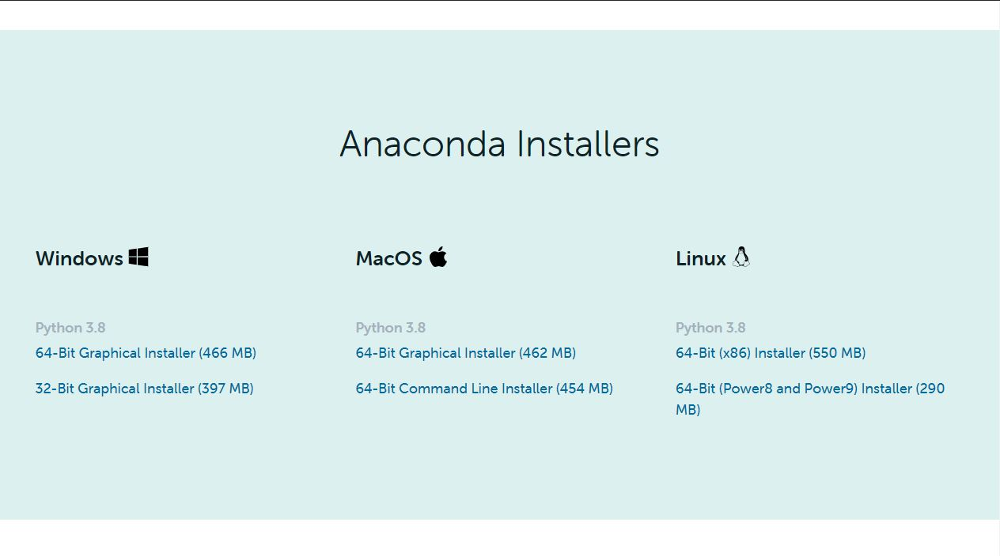 Anaconda Installers
Windows
Python 3.8
64-Bit Graphical Installer (466 MB)
32-Bit Graphical Installer (397 MB)
MacOS
Python 3.8
64-Bit Graphical Installer (462 MB)
64-Bit Command Line Installer (454 MB)
Linux
Python 3.8
64-Bit (x86) Installer (550 MB)
64-Bit (Power8 and Power9) Installer (290
MB)